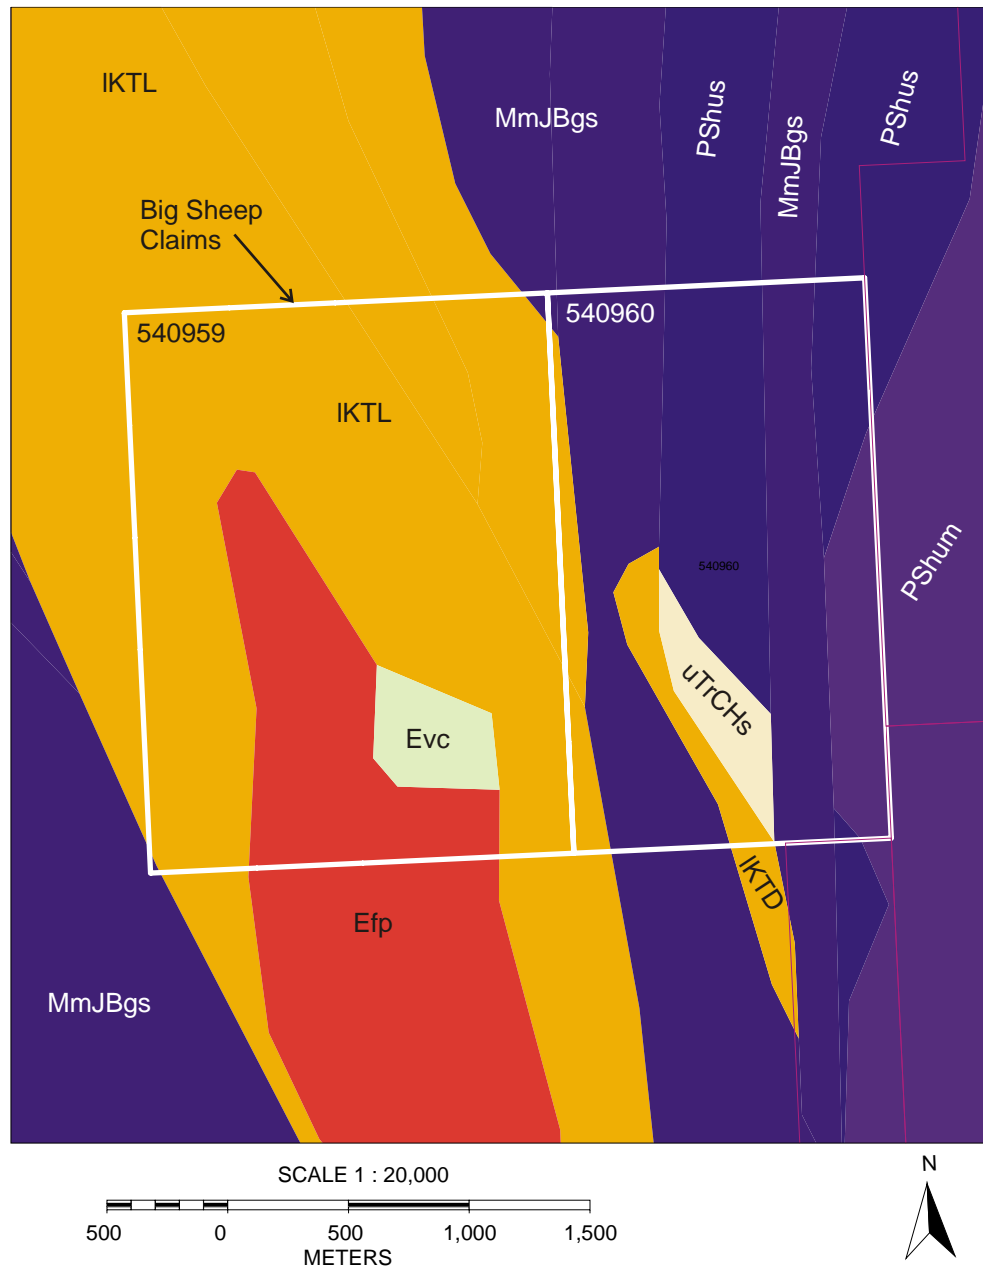 lKTL
MmJBgs
PShus
MmJBgs
PShus
Big Sheep
Claims
540959
540960
lKTL
540960
PShum
uTrCHs
Evc
lKTD
Efp
MmJBgs
SCALE 1 : 20,000
500 0 500 1,000 1,500
METERS
N